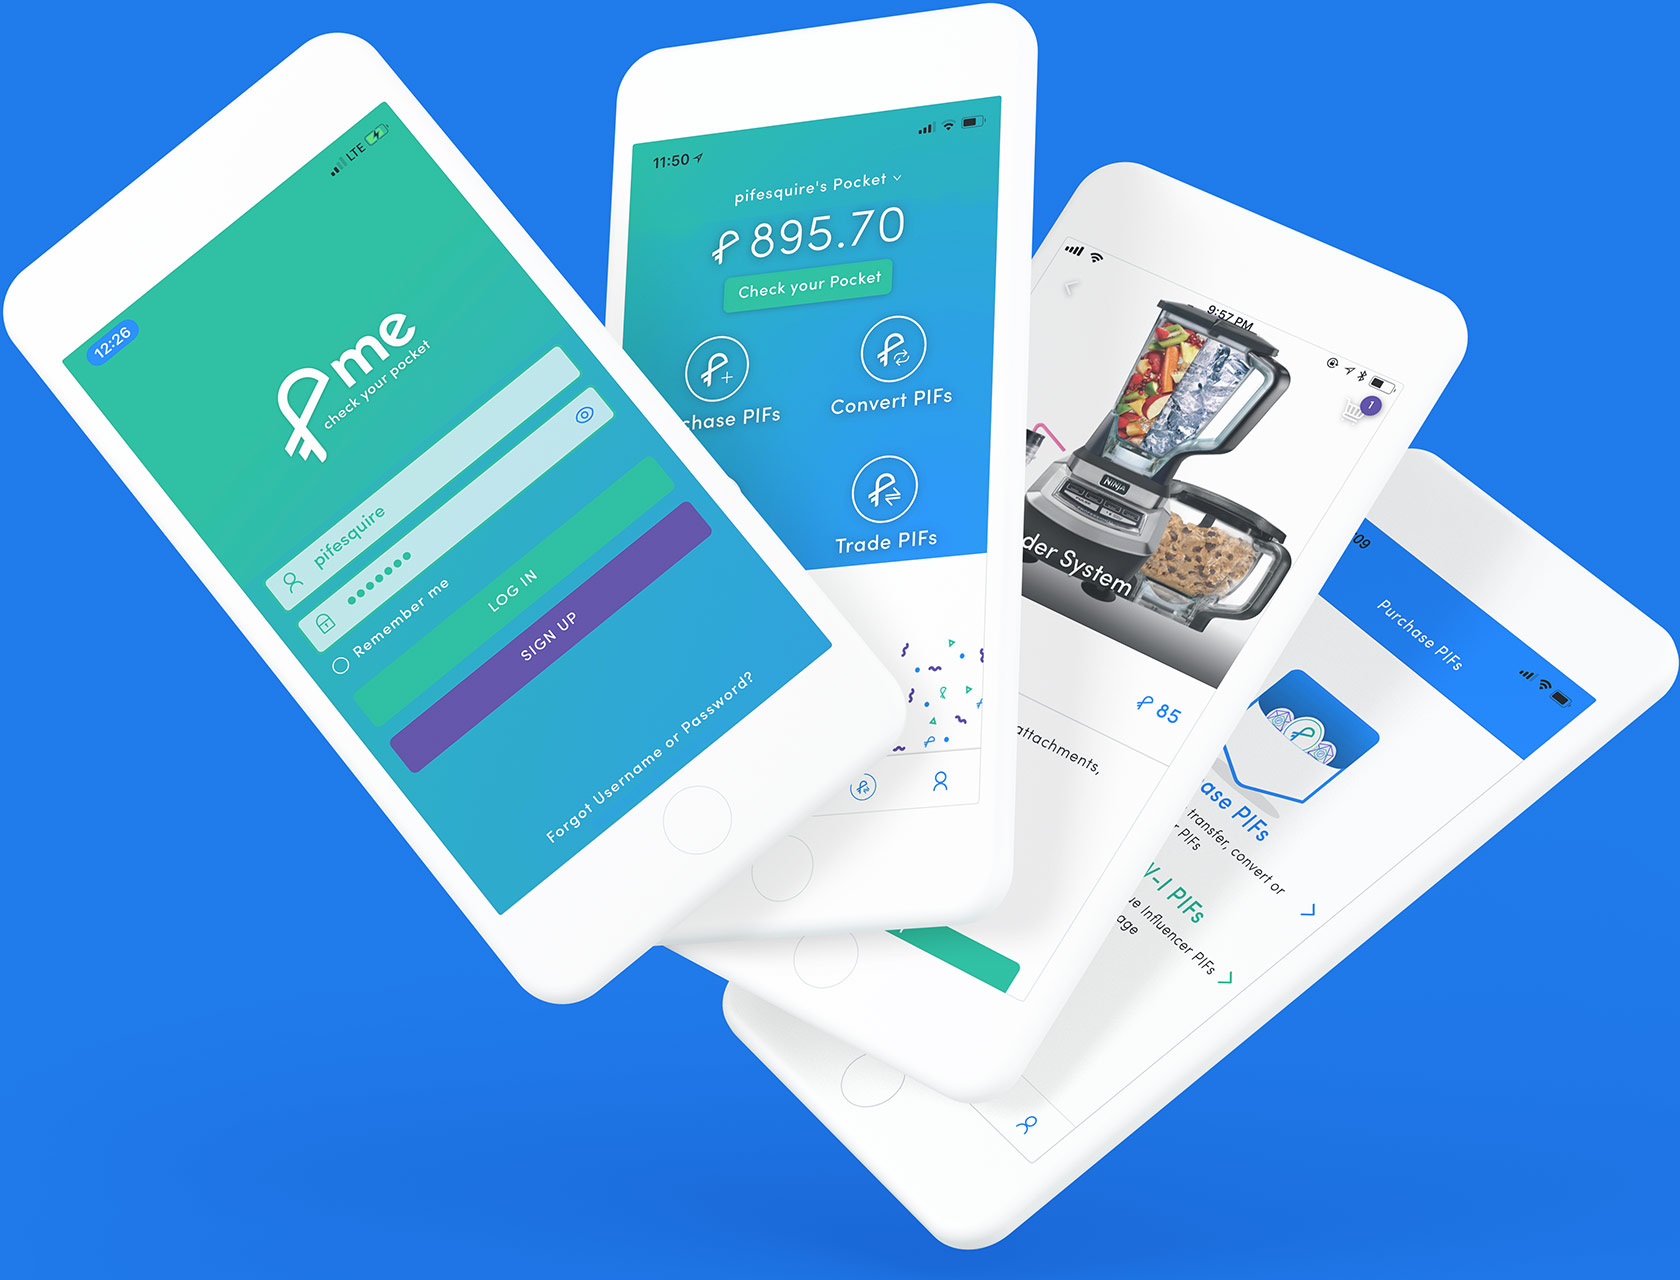 12:26
LTE
me
check your pocket
pifesquire
Remember me
LOG IN
SIGN UP
Forgot Username or Password?
11:50
pifesquire's Pocket
895.70
Check your Pocket
chase PIFs
Convert PIFs
Trade PIFs
9:57 PM
1
NINJA
der System
85
attachments,
09
Purchase PIFs
ase PIFs
transfer, convert or
r PIFs
V-I PIFs
ue Influencer PIFs
age